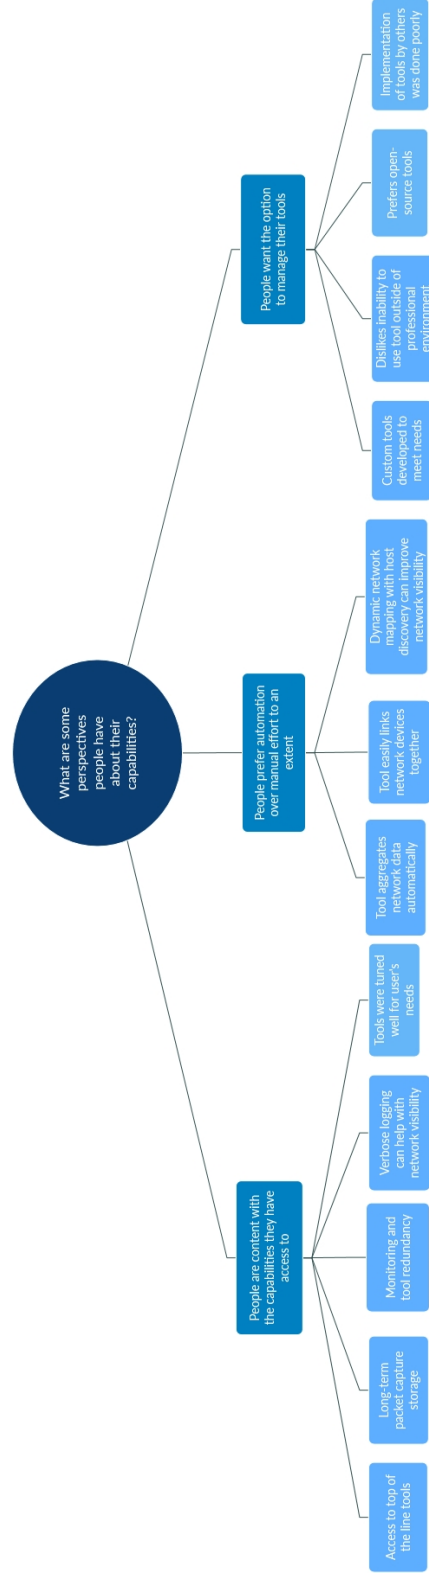 What are some
perspectives
people have
about their
capabilities?
People are content with
the capabilities they have
access to
People prefer automation
over manual effort to an
extent
People want the option
to manage their tools
Access to top of
the line tools
Long-term
packet capture
storage
Monitoring and
tool redundancy
Verbose logging
can help with
network visibility
Tools were tuned
well for user's
needs
Tool aggregates
network data
automatically
Tool easily links
network devices
together
Dynamic network
mapping with host
discovery can improve
network visibility
Custom tools
developed to
meet needs
Dislikes inability to
use tool outside of
professional
environment
Prefers open-
source tools
Implementation
of tools by others
was done poorly